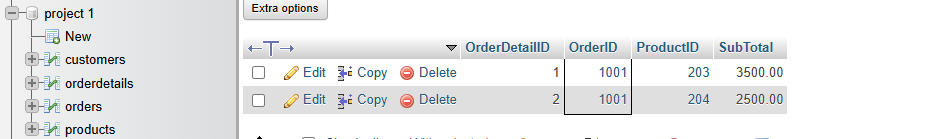 project 1
New
customers
orderdetails
orders
products
Extra options
OrderDetailID OrderID ProductID SubTotal
Edit Copy Delete 1 1001 203 3500.00
Edit Copy Delete 2 1001 204 2500.00